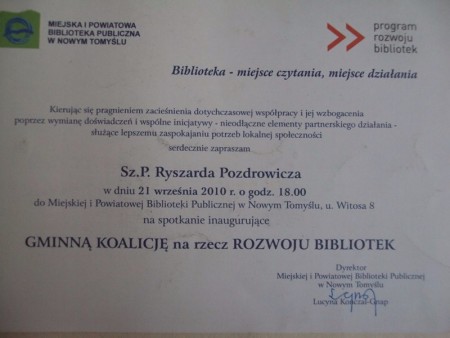 MIEJSKA I POWIATOWA
BIBLIOTEKA PUBLICZNA
W NOWYM TOMYŚLU
program
rozwoju
bibliotek
Biblioteka - miejsce czytania, miejsce działania
Kierując się pragnieniem zacieśnienia dotychczasowej współpracy i jej wzbogacenia
poprzez wymianę doświadczeń i wspólne inicjatywy - nieodłączne elementy partnerskiego działania -
służące lepszemu zaspokajaniu potrzeb lokalnej społeczności
serdecznie zapraszam
Sz.P. Ryszarda Pozdrowicza
w dniu 21 września 2010 r. o godz. 18.00
do Miejskiej i Powiatowej Biblioteki Publicznej w Nowym Tomyślu, u. Witosa 8
na spotkanie inaugurujące
GMINNĄ KOALICJĘ na rzecz ROZWOJU BIBLIOTEK
Dyrektor
Miejskiej i Powiatowej Biblioteki Publicznej
w Nowym Tomyślu
Lucyna Kończal-Gnap